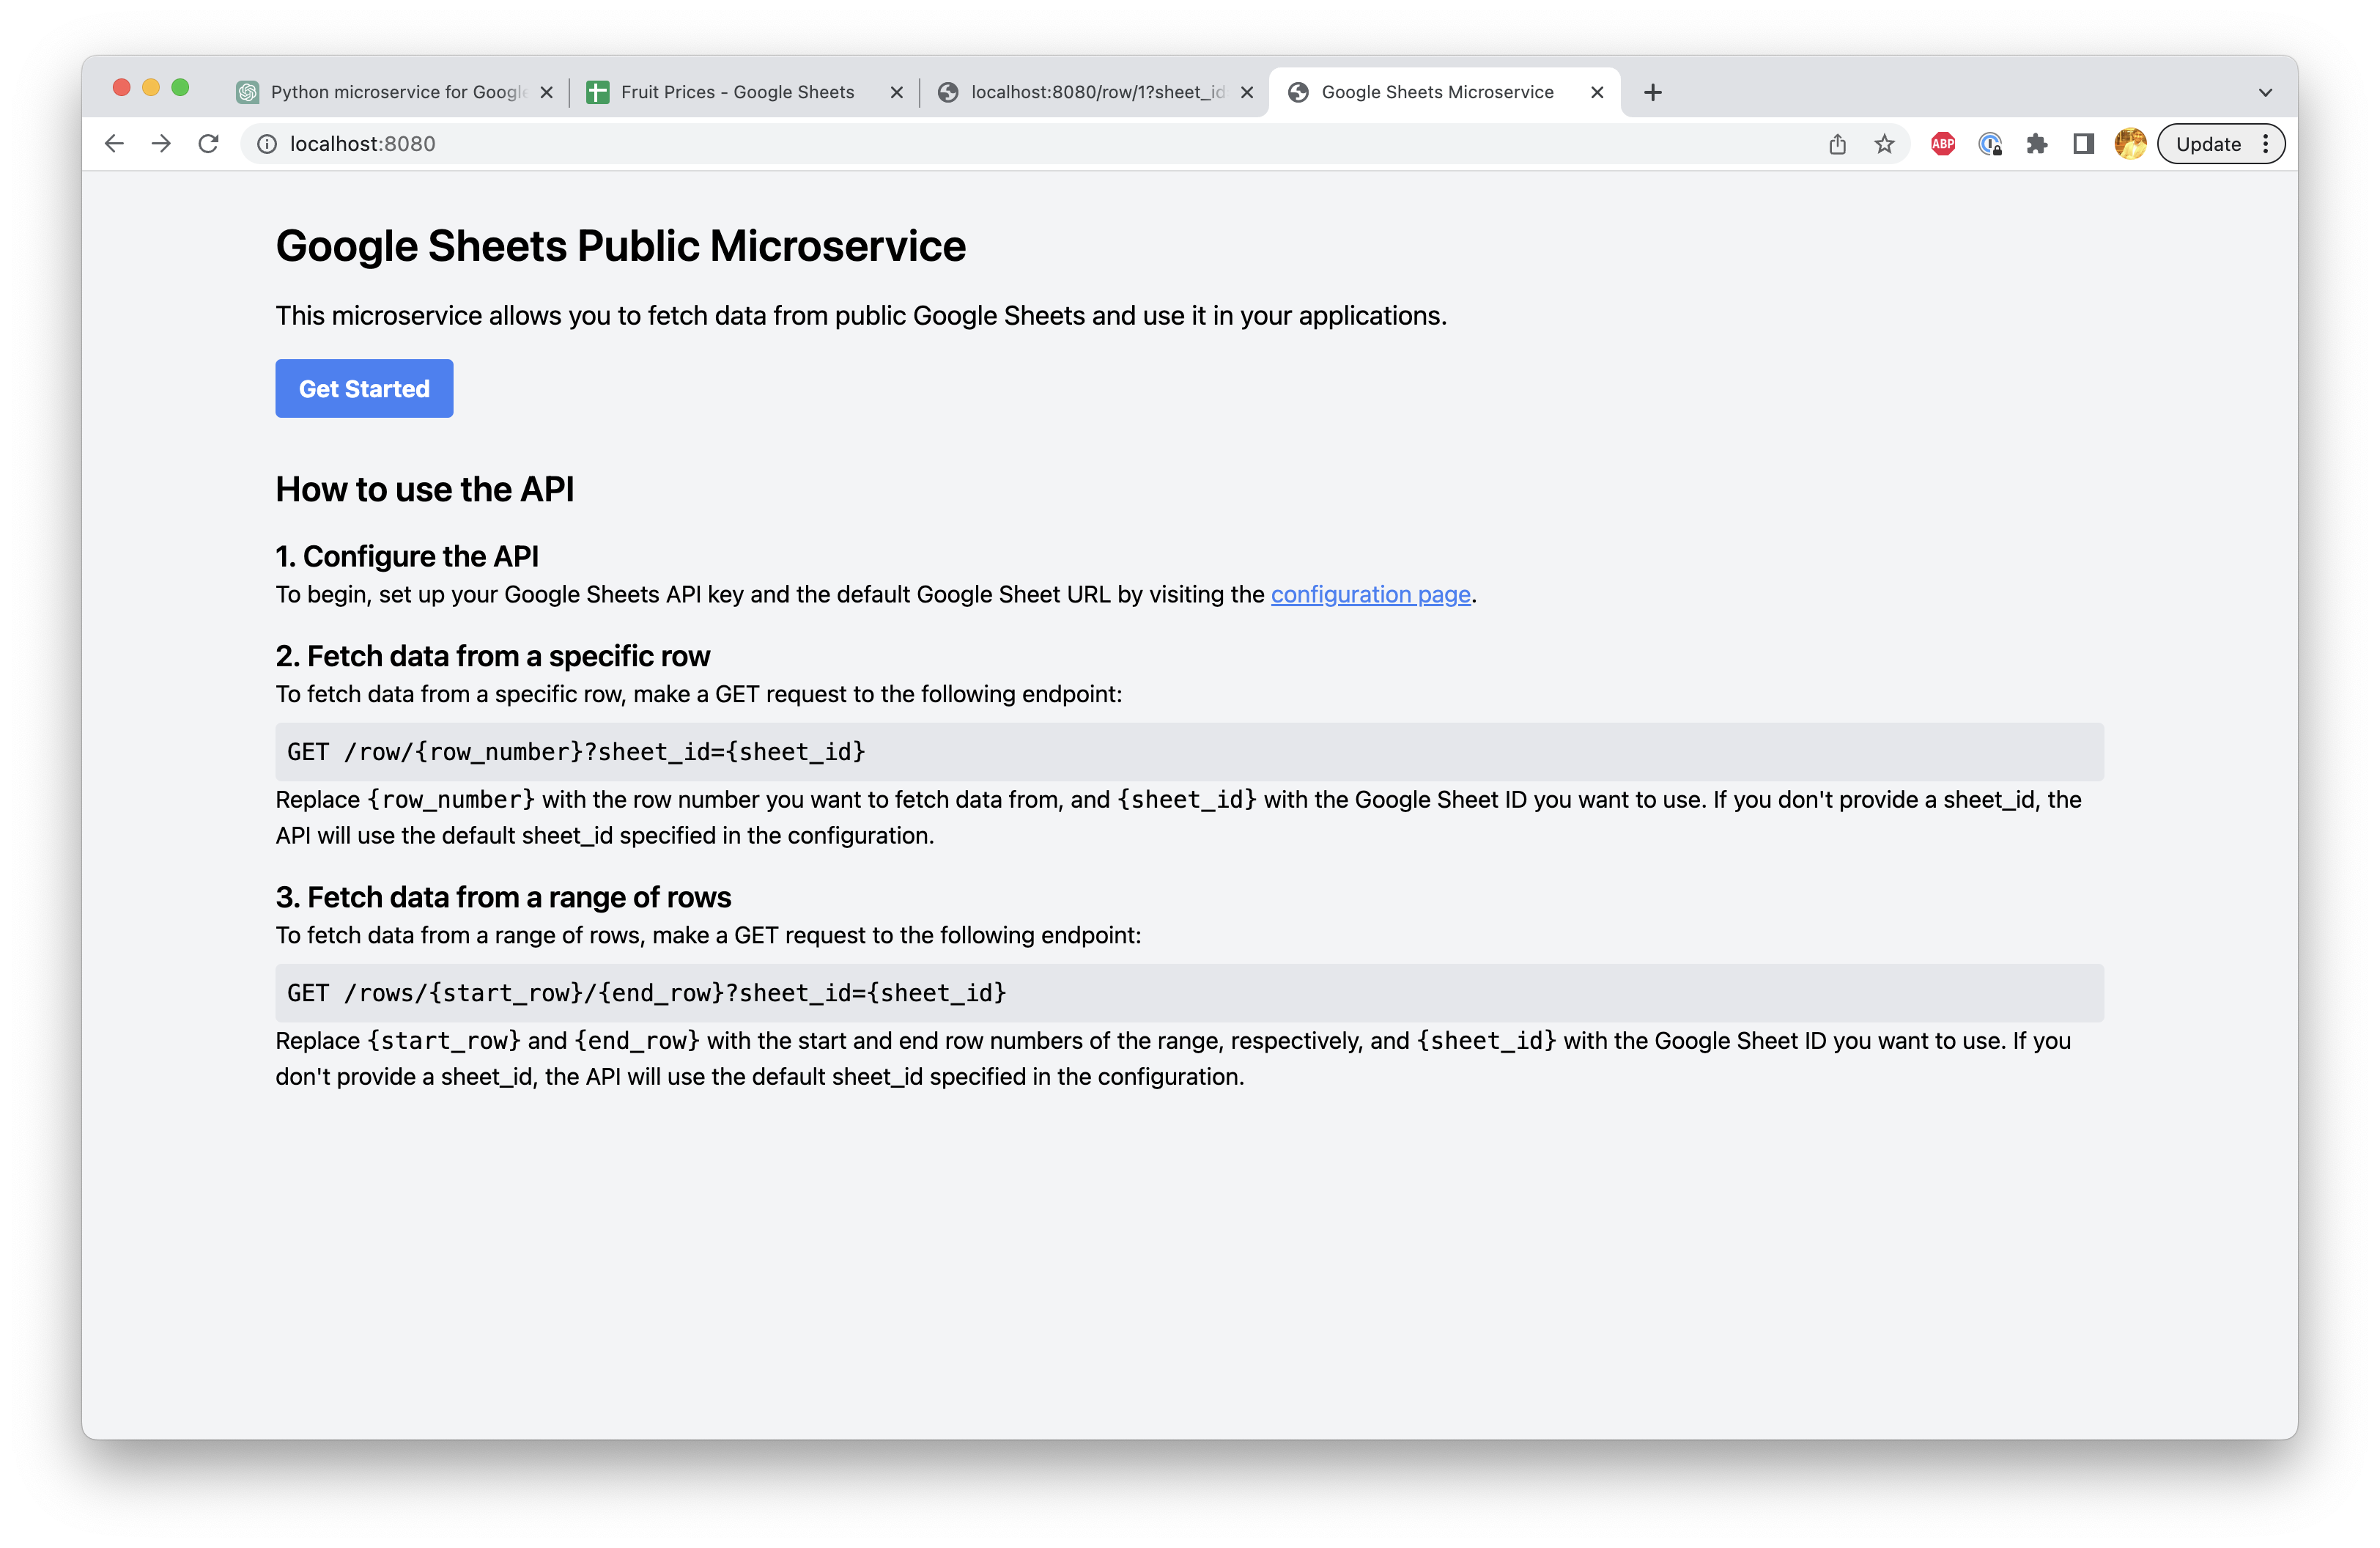 Python microservice for Googl
Fruit Prices - Google Sheets
localhost:8080/row/1?sheet_id
Google Sheets Microservice
localhost:8080
ABP
Update
Google Sheets Public Microservice
This microservice allows you to fetch data from public Google Sheets and use it in your applications.
Get Started
How to use the API
1. Configure the API
To begin, set up your Google Sheets API key and the default Google Sheet URL by visiting the configuration page.
2. Fetch data from a specific row
To fetch data from a specific row, make a GET request to the following endpoint:
GET /row/{row_number}?sheet_id={sheet_id}
Replace {row_number} with the row number you want to fetch data from, and {sheet_id} with the Google Sheet ID you want to use. If you don't provide a sheet_id, the
API will use the default sheet_id specified in the configuration.
3. Fetch data from a range of rows
To fetch data from a range of rows, make a GET request to the following endpoint:
GET /rows/{start_row}/{end_row}?sheet_id={sheet_id}
Replace {start_row} and {end_row} with the start and end row numbers of the range, respectively, and {sheet_id} with the Google Sheet ID you want to use. If you
don't provide a sheet_id, the API will use the default sheet_id specified in the configuration.